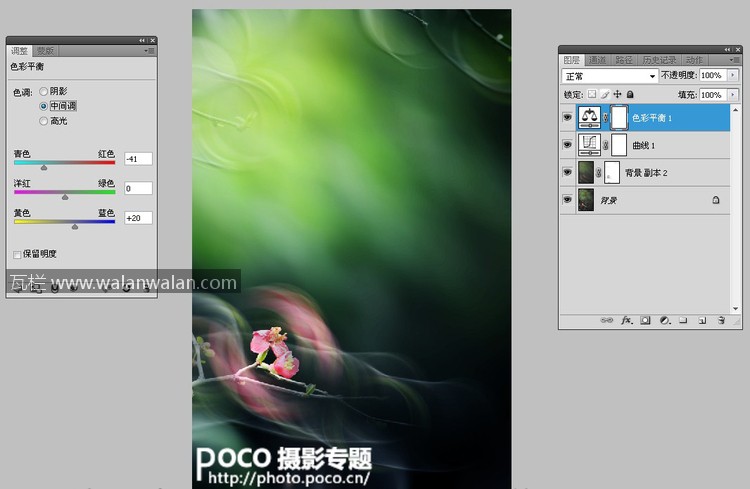 调整 蒙版
色彩平衡
色调: 阴影
中间调
高光
青色 红色 -41
洋红 绿色 0
黄色 蓝色 +20
保留明度
瓦栏 www.walanwalan.com
poco 摄影专题
http://photo.poco.cn/
图层 通道 路径 历史记录 动作
正常 不透明度: 100%
锁定: 填充: 100%
色彩平衡 1
曲线 1
背景 副本 2
背景